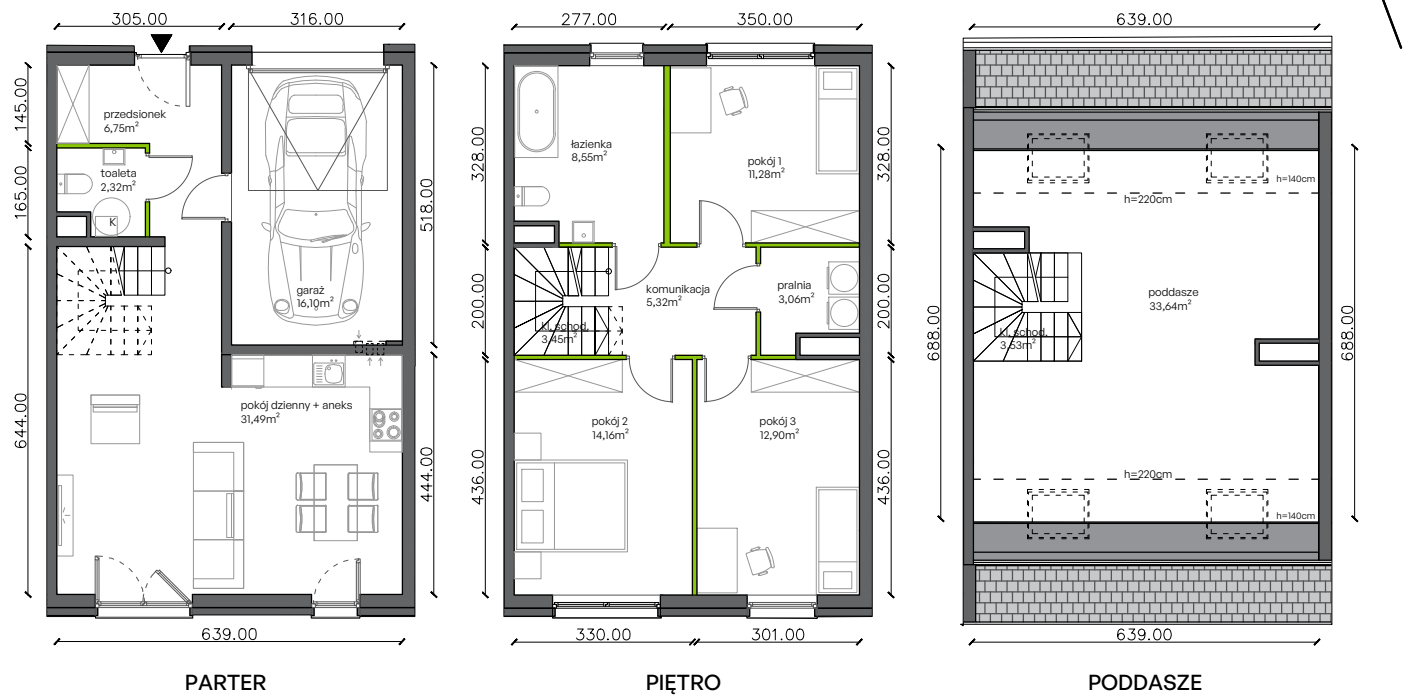 305.00
316.00
145.00
165.00
644.00
518.00
444.00
przedsionek
6,75m²
toaleta
2,32m²
K
garaż
16,10m²
pokój dzienny + aneks
31,49m²
639.00
PARTER
277.00
350.00
328.00
200.00
436.00
328.00
200.00
436.00
łazienka
8,55m²
pokój 1
11,28m²
komunikacja
5,32m²
pralnia
3,06m²
kl. schod.
3,45m²
pokój 2
14,16m²
pokój 3
12,90m²
330.00
301.00
PIĘTRO
639.00
688.00
688.00
h=140cm
h=220cm
poddasze
33,64m²
kl. schod.
3,53m²
h=220cm
h=140cm
639.00
PODDASZE